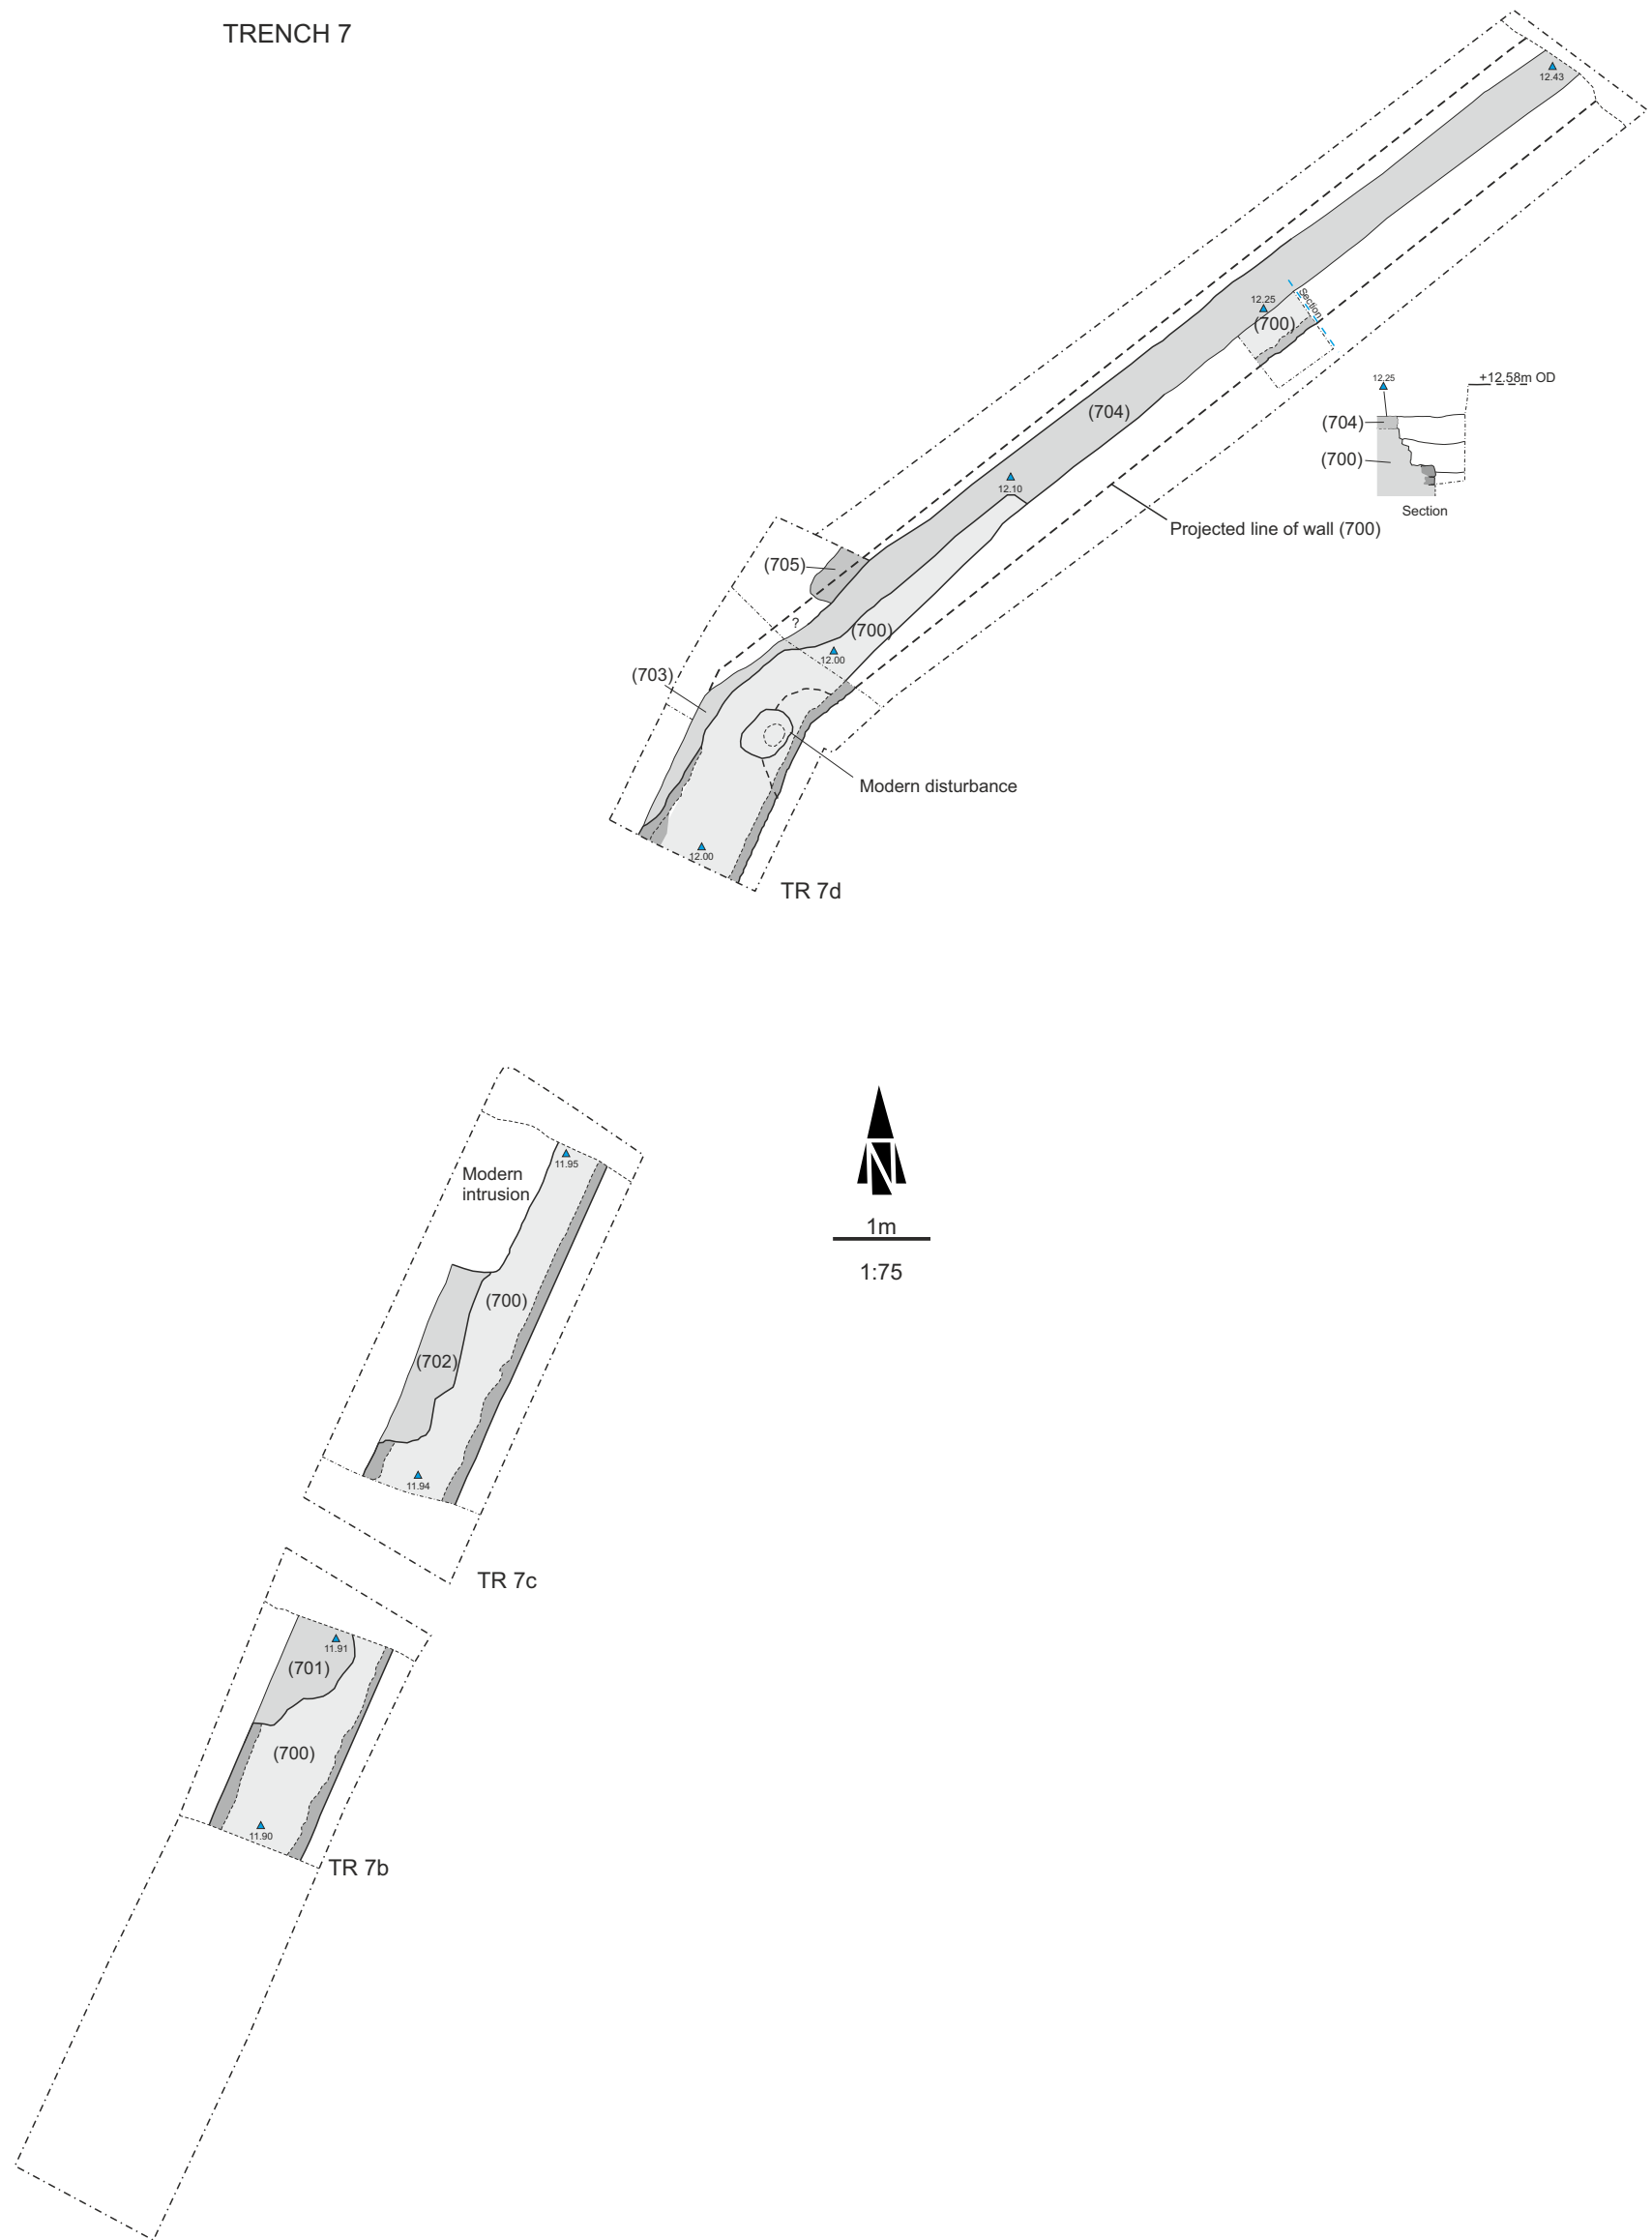 TRENCH 7
12.43
12.25
Section
(700)
12.25
+12.58m OD
(704)
(704)
(700)
12.10
Section
Projected line of wall (700)
(705)
?
(700)
12.00
(703)
Modern disturbance
12.00
TR 7d
11.95
Modern
intrusion
N
1m
1:75
(700)
(702)
11.94
TR 7c
11.91
(701)
(700)
11.90
TR 7b